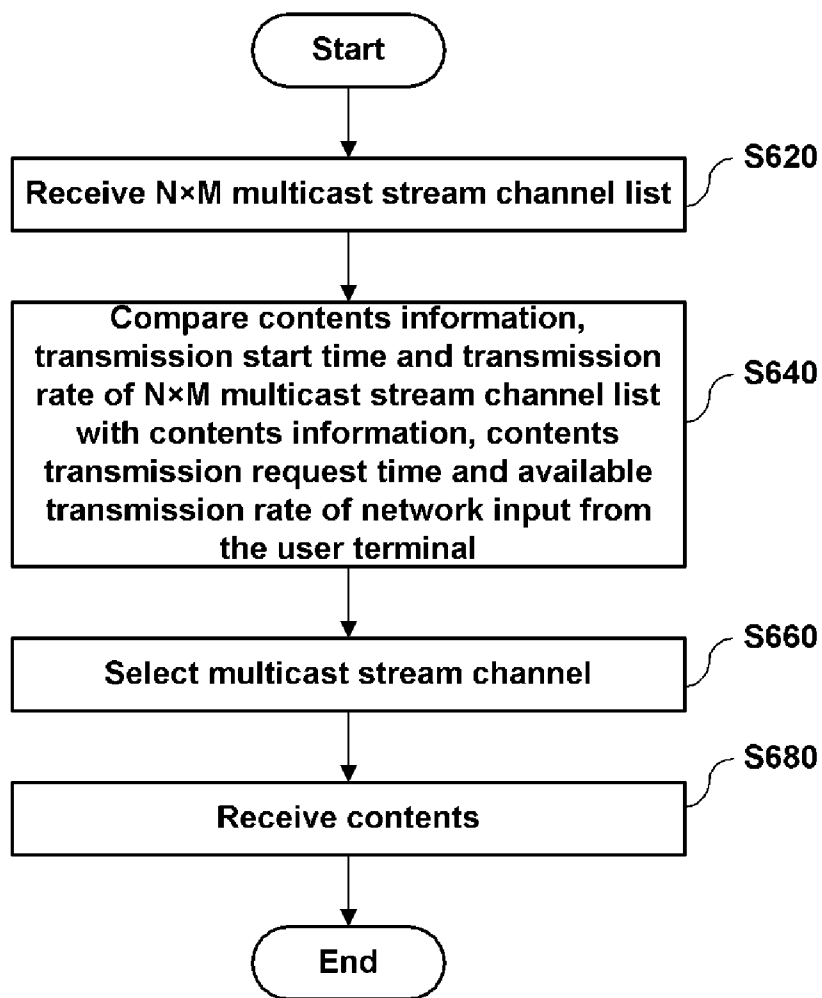 Start
S620
Receive N×M multicast stream channel list
Compare contents information,
transmission start time and transmission
rate of N×M multicast stream channel list
with contents information, contents
transmission request time and available
transmission rate of network input from
the user terminal
S640
S660
Select multicast stream channel
S680
Receive contents
End